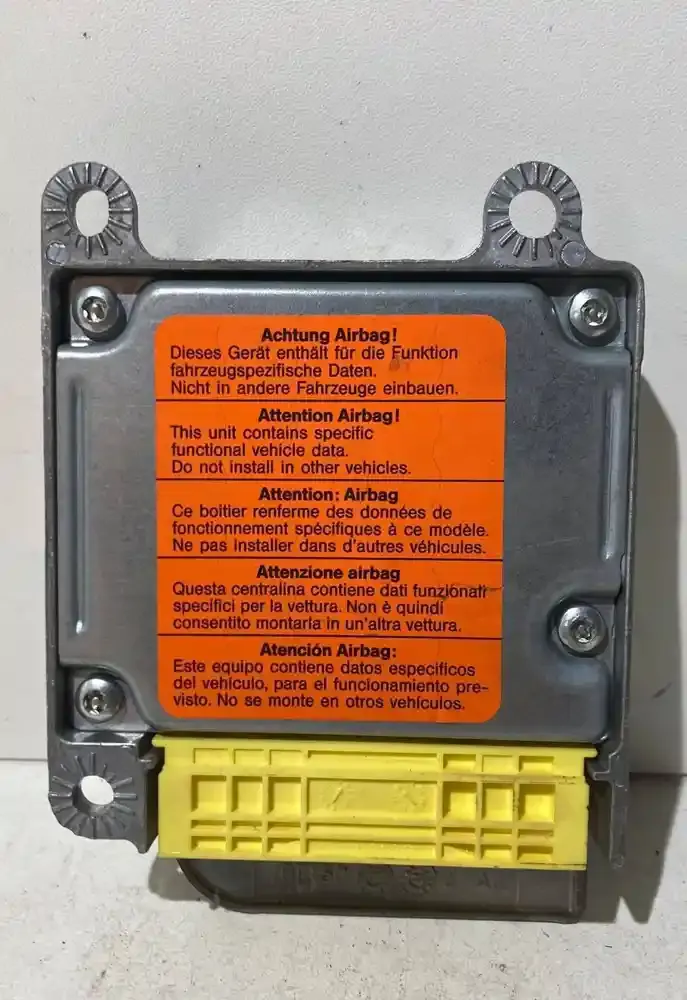 Achtung Airbag!
Dieses Gerät enthält für die Funktion
fahrzeugspezifische Daten.
Nicht in andere Fahrzeuge einbauen.
Attention Airbag!
This unit contains specific
functional vehicle data.
Do not install in other vehicles.
Attention: Airbag
Ce boitier renferme des données de
fonctionnement spécifiques à ce modèle.
Ne pas installer dans d'autres véhicules.
Attenzione airbag
Questa centralina contiene dati funzionali
specifici per la vettura. Non è quindi
consentito montarla in un'altra vettura.
Atención Airbag:
Este equipo contiene datos especificos
del vehículo, para el funcionamiento pre-
visto. No se monte en otros vehículos.